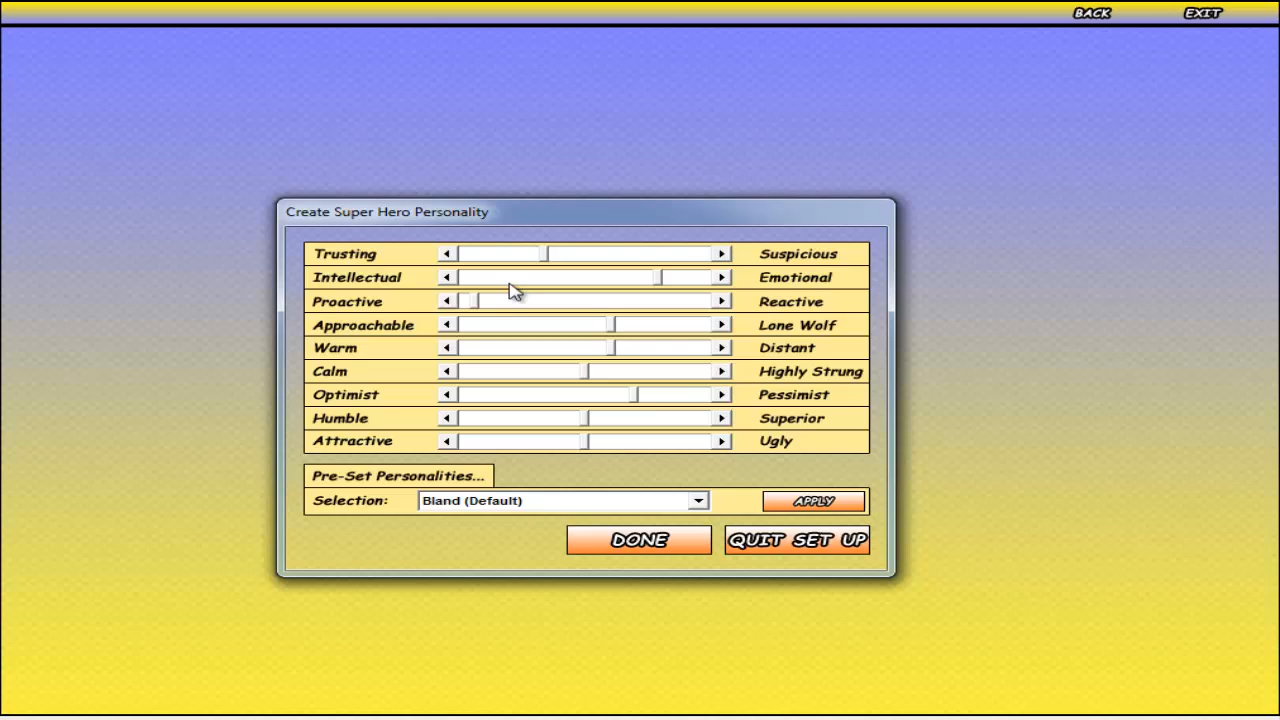 BACK EXIT
Create Super Hero Personality
Trusting Suspicious
Intellectual Emotional
Proactive Reactive
Approachable Lone Wolf
Warm Distant
Calm Highly Strung
Optimist Pessimist
Humble Superior
Attractive Ugly
Pre-Set Personalities...
Selection: Bland (Default) APPLY
DONE QUIT SET UP